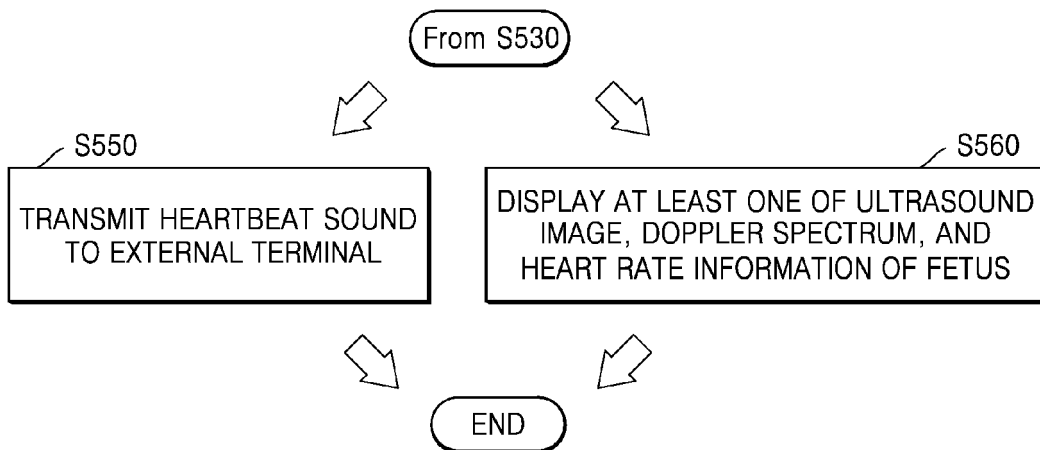 From S530
S550
TRANSMIT HEARTBEAT SOUND
TO EXTERNAL TERMINAL
S560
DISPLAY AT LEAST ONE OF ULTRASOUND
IMAGE, DOPPLER SPECTRUM, AND
HEART RATE INFORMATION OF FETUS
END